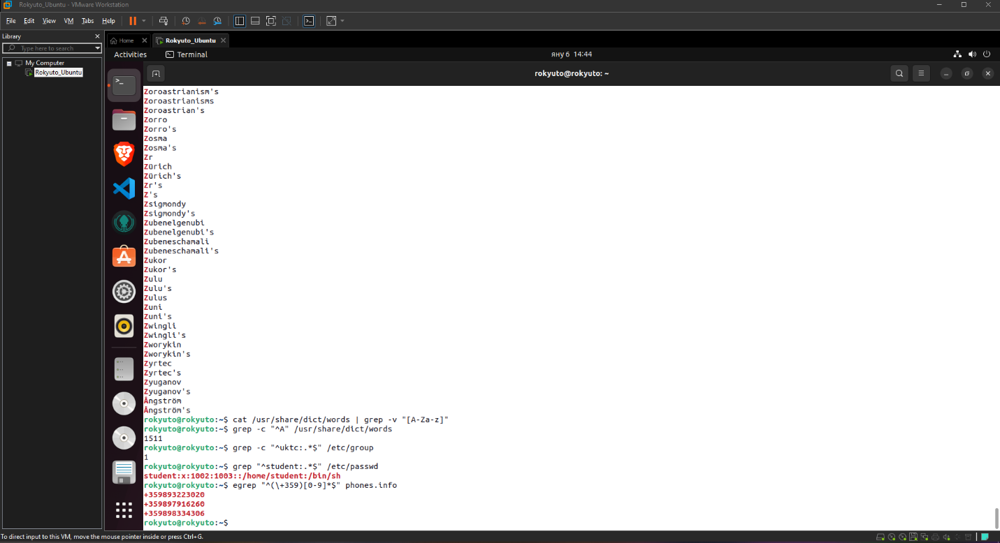 Rokyuto_Ubuntu - VMware Workstation
File Edit View VM Tabs Help
Library
Type here to search
My Computer
Rokyuto_Ubuntu
Home
Rokyuto_Ubuntu
Activities
Terminal
яну 6 14:44
rokyuto@rokyuto: ~
Zoroastrianism's
Zoroastrianisms
Zoroastrian's
Zorro
Zorro's
Zosma
Zosma's
Zr
Zürich
Zürich's
Zr's
Z's
Zsigmondy
Zsigmondy's
Zubenelgenubi
Zubenelgenubi's
Zubeneschamali
Zubeneschamali's
Zukor
Zukor's
Zulu
Zulu's
Zulus
Zuni
Zuni's
Zwingli
Zwingli's
Zworykin
Zworykin's
Zyrtec
Zyrtec's
Zyuganov
Zyuganov's
Ångström
Ångström's
rokyuto@rokyuto:~$ cat /usr/share/dict/words | grep -v "[A-Za-z]"
rokyuto@rokyuto:~$ grep -c "^A" /usr/share/dict/words
1511
rokyuto@rokyuto:~$ grep -c "^uktc:.*$" /etc/group
1
rokyuto@rokyuto:~$ grep "^student:.*$" /etc/passwd
student:x:1002:1003::/home/student:/bin/sh
rokyuto@rokyuto:~$ egrep "^(\+359)[0-9]*$" phones.info
+359893223020
+359897916260
+359898334306
rokyuto@rokyuto:~$
To direct input to this VM, move the mouse pointer inside or press Ctrl+G.